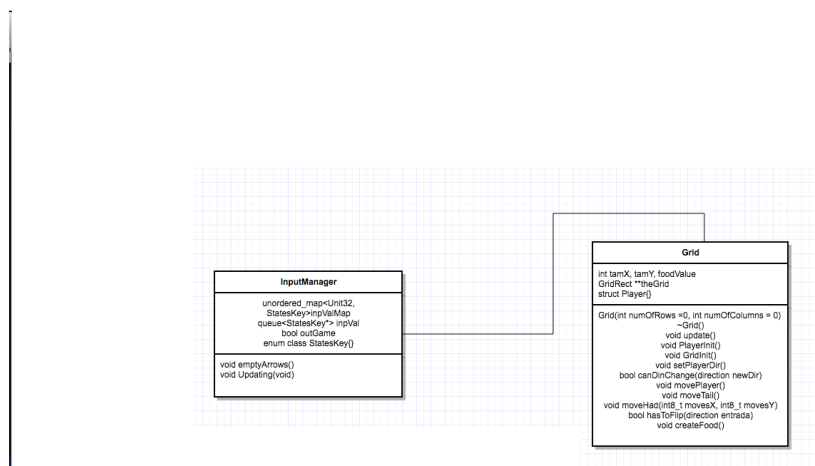 InputManager
unordered_map<Unit32,
StatesKey>inpValMap
queue<StatesKey*> inpVal
bool outGame
enum class StatesKey{}
void emptyArrows()
void Updating(void)
Grid
int tamX, tamY, foodValue
GridRect **theGrid
struct Player{}
Grid(int numOfRows =0, int numOfColumns = 0)
~Grid()
void update()
void PlayerInit()
void GridInit()
void setPlayerDir()
bool canDinChange(direction newDir)
void movePlayer()
void moveTail()
void moveHad(int8_t movesX, int8_t movesY)
bool hasToFlip(direction entrada)
void createFood()